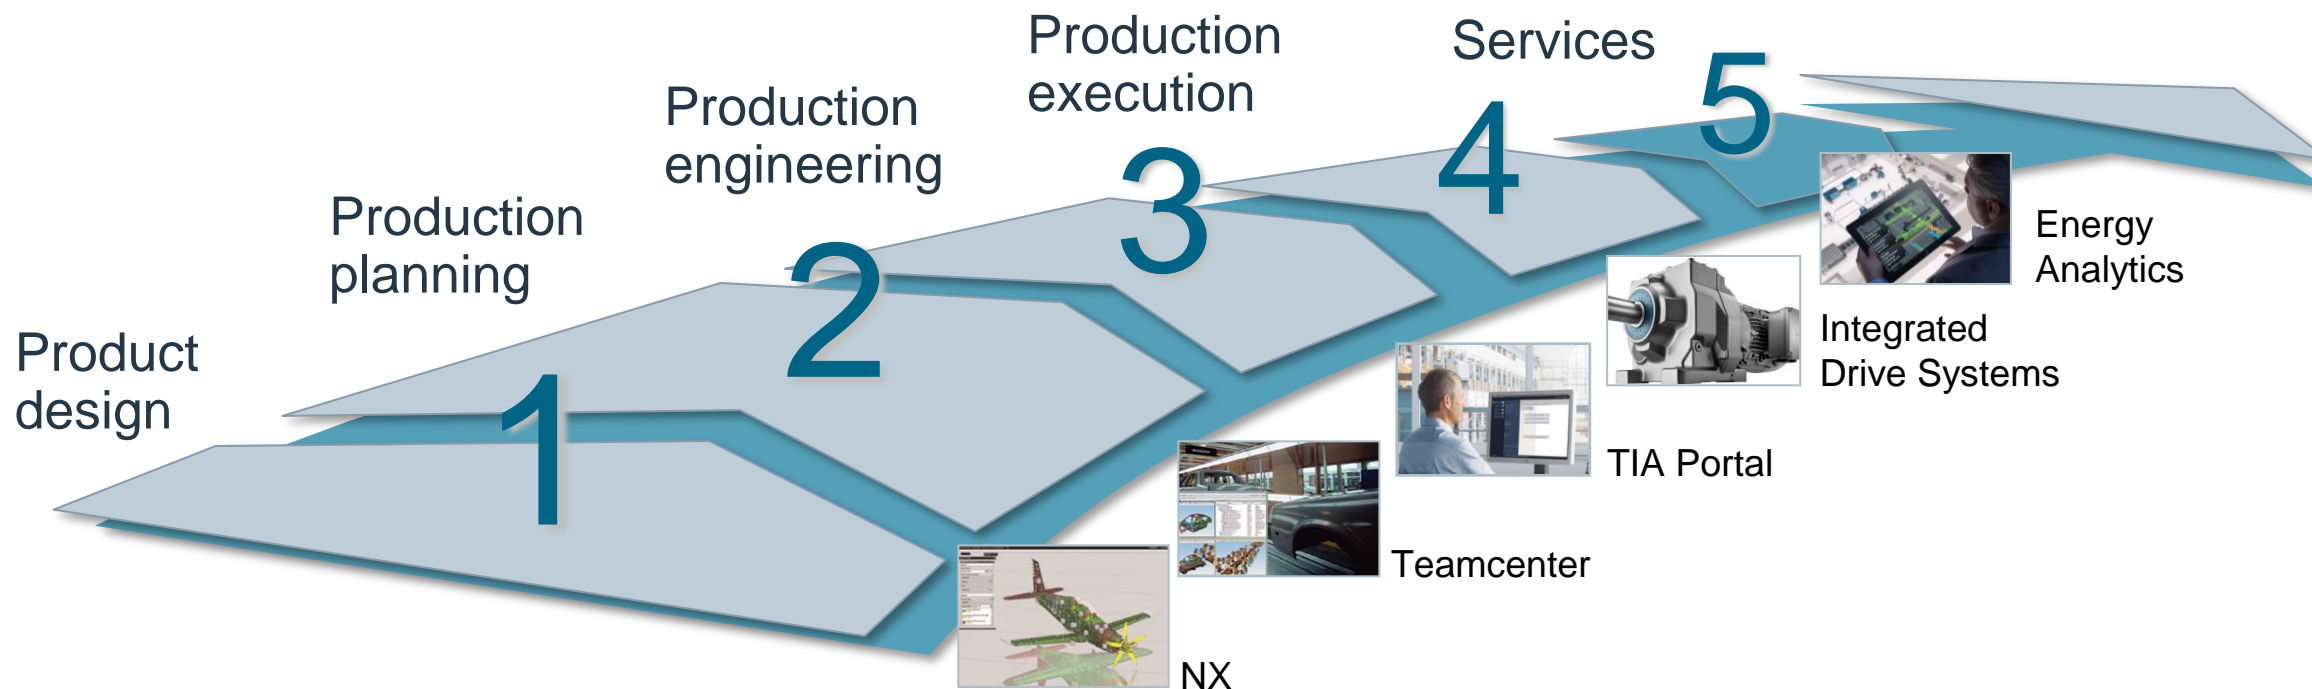 Product
design
1
Production
planning
2
Production
engineering
3
Production
execution
4
Services
5
NX
Teamcenter
TIA Portal
Integrated
Drive Systems
Energy
Analytics